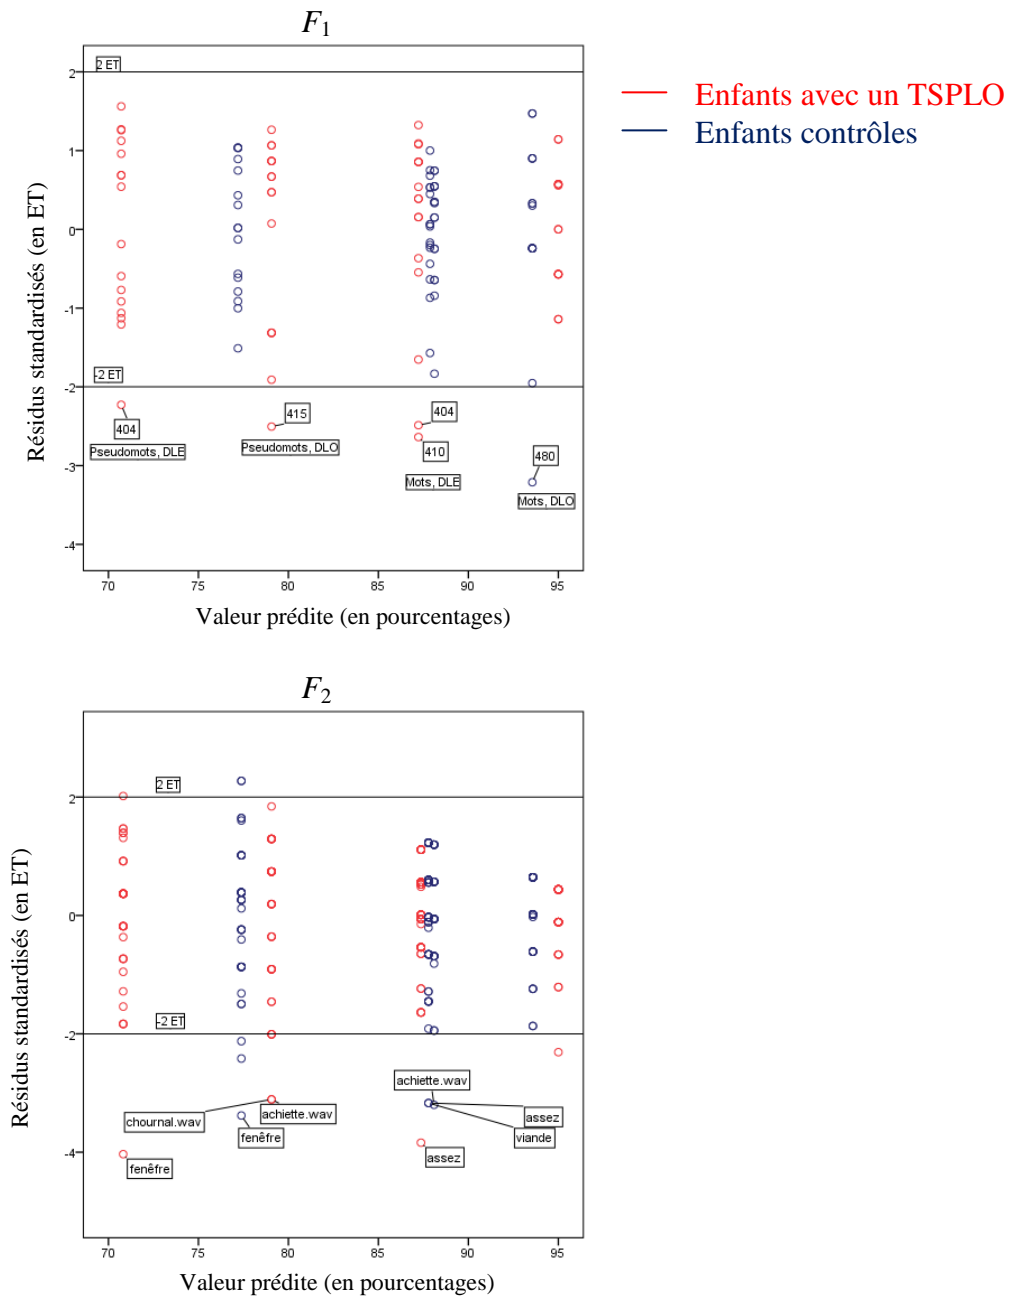 F1
2 ET
Enfants avec un TSPLO
Enfants contrôles
Résidus standardisés (en ET)
2
1
0
-1
-2
-3
-4
-2 ET
404
Pseudomots, DLE
415
Pseudomots, DLO
404
410
Mots, DLE
480
Mots, DLO
70 75 80 85 90 95
Valeur prédite (en pourcentages)
F2
2 ET
Résidus standardisés (en ET)
2
0
-2
-4
-2 ET
achiette.wav
chournal.wav
achiette.wav
assez
fenêfre
viande
assez
fenêfre
70 75 80 85 90 95
Valeur prédite (en pourcentages)